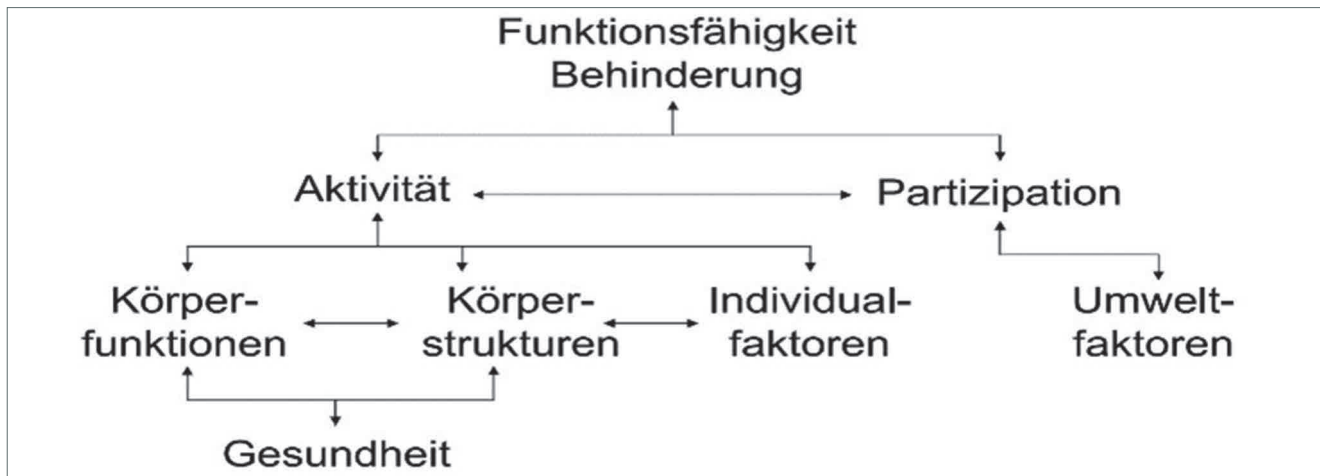 Funktionsfähigkeit
Behinderung
Aktivität
Partizipation
Körper-
funktionen
Körper-
strukturen
Individual-
faktoren
Umwelt-
faktoren
Gesundheit